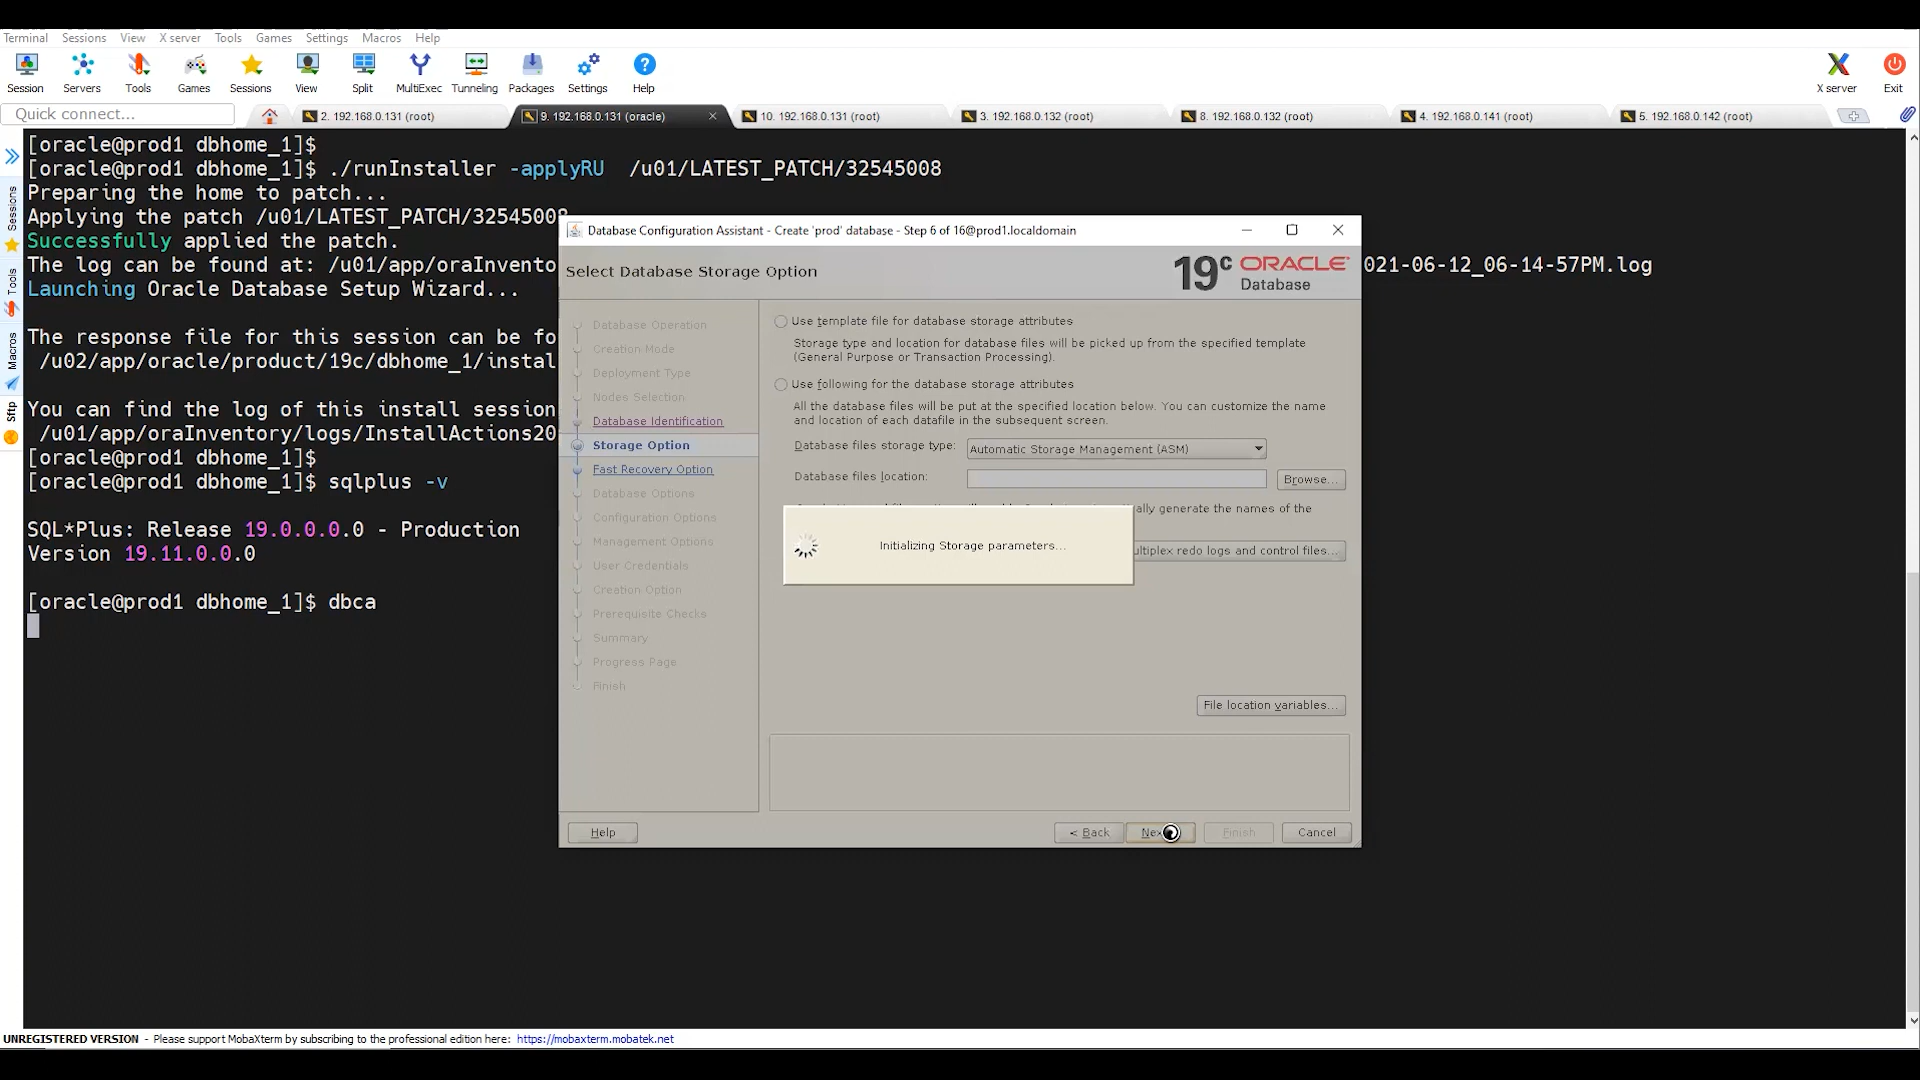 Terminal Sessions View X server Tools Games Settings Macros Help
Session Servers Tools Games Sessions View Split MultiExec Tunneling Packages Settings Help X server Exit
Quick connect...
2. 192.168.0.131 (root)
9. 192.168.0.131 (oracle)
10. 192.168.0.131 (root)
3. 192.168.0.132 (root)
8. 192.168.0.132 (root)
4. 192.168.0.141 (root)
5. 192.168.0.142 (root)
Sessions
Tools
Macros
Sftp
[oracle@prod1 dbhome_1]$
[oracle@prod1 dbhome_1]$ ./runInstaller -applyRU  /u01/LATEST_PATCH/32545008
Preparing the home to patch...
Applying the patch /u01/LATEST_PATCH/32545008
Successfully applied the patch.
The log can be found at: /u01/app/oraInvento
021-06-12_06-14-57PM.log
Launching Oracle Database Setup Wizard...
The response file for this session can be fo
/u02/app/oracle/product/19c/dbhome_1/instal
You can find the log of this install session
/u01/app/oraInventory/logs/InstallActions20
[oracle@prod1 dbhome_1]$
[oracle@prod1 dbhome_1]$ sqlplus -v
SQL*Plus: Release 19.0.0.0.0 - Production
Version 19.11.0.0.0
[oracle@prod1 dbhome_1]$ dbca
Database Configuration Assistant - Create 'prod' database - Step 6 of 16@prod1.localdomain
Select Database Storage Option
19c ORACLE
Database
Database Operation
Creation Mode
Deployment Type
Nodes Selection
Database Identification
Storage Option
Fast Recovery Option
Database Options
Configuration Options
Management Options
User Credentials
Creation Option
Prerequisite Checks
Summary
Progress Page
Finish
Use template file for database storage attributes
Storage type and location for database files will be picked up from the specified template
(General Purpose or Transaction Processing).
Use following for the database storage attributes
All the database files will be put at the specified location below. You can customize the name
and location of each datafile in the subsequent screen.
Database files storage type: Automatic Storage Management (ASM)
Database files location: Browse...
ally generate the names of the
Initializing Storage parameters...
ultiplex redo logs and control files...
File location variables...
Help < Back Nex Finish Cancel
UNREGISTERED VERSION - Please support MobaXterm by subscribing to the professional edition here: https://mobaxterm.mobatek.net